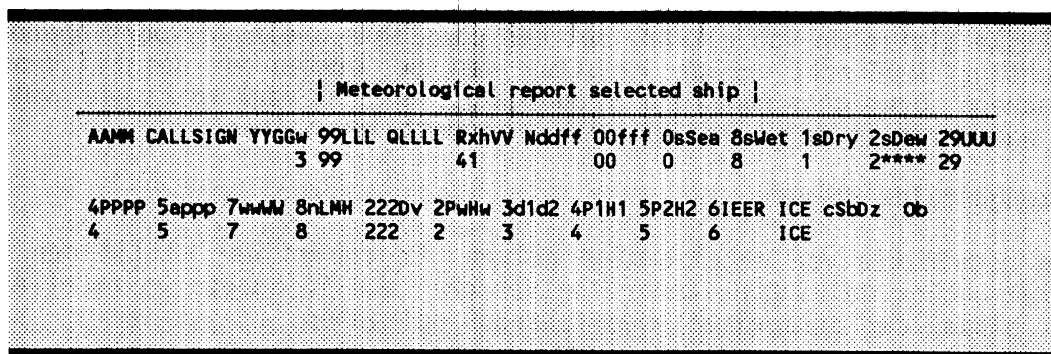 | Meteorological report selected ship |
AAMM CALLSIGN YYGGw 99LLL QLLLL RxhVV Nddff 00fff 0sSea 8sWet 1sDry 2sDew 29UUU
3 99 41 00 0 8 1 2**** 29
4PPPP 5appp 7wwWW 8nLMH 222Dv 2PwHw 3d1d2 4P1H1 5P2H2 6IEER ICE cSbDz Ob
4 5 7 8 222 2 3 4 5 6 ICE